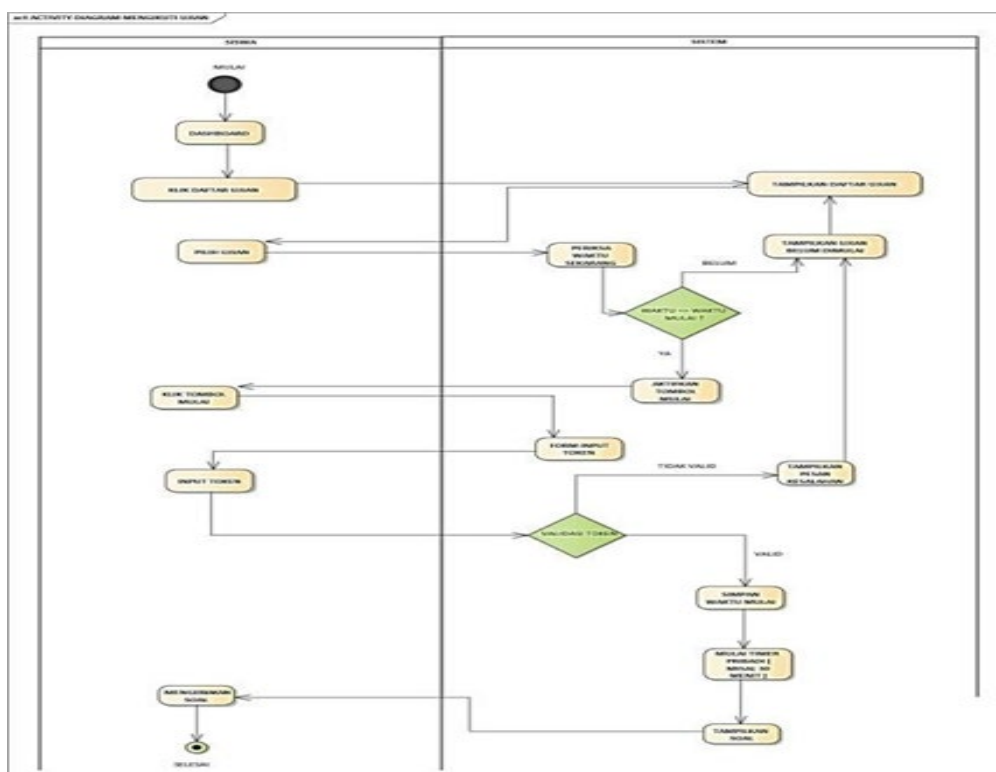 ACTIVITY DIAGRAM MENGIKUTI UJIAN
SISWA
SISTEM
MULAI
DASHBOARD
KLIK DAFTAR UJIAN
TAMPILKAN DAFTAR UJIAN
PILIH UJIAN
PERIKSA
WAKTU
SEKARANG
TAMPILKAN UJIAN
BELUM DIMULAI
BELUM
WAKTU >= WAKTU
MULAI ?
YA
KLIK TOMBOL
MULAI
AKTIFKAN
TOMBOL
MULAI
FORM INPUT
TOKEN
INPUT TOKEN
TIDAK VALID
TAMPILKAN
PESAN
KESALAHAN
VALIDASI TOKEN
VALID
SIMPAN
WAKTU MULAI
MULAI TIMER
PRIBADI (
MISAL 30
MENIT )
MENGERJAKAN
SOAL
TAMPILKAN
SOAL
SELESAI